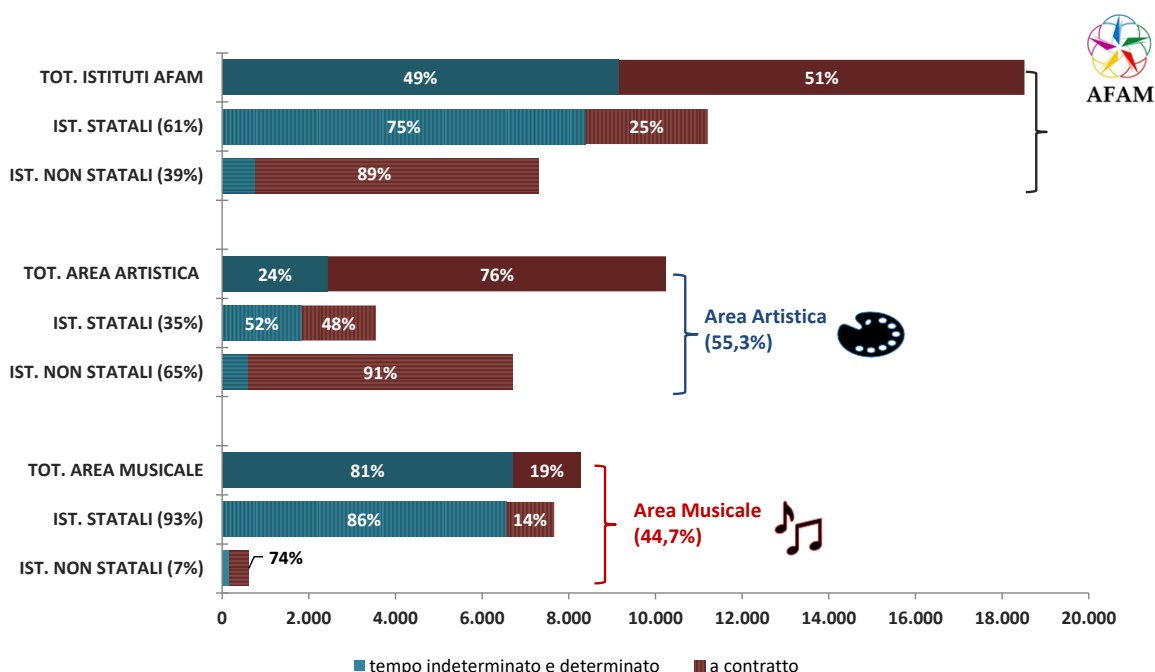 AFAM
TOT. ISTITUTI AFAM
49%
51%
IST. STATALI (61%)
75%
25%
IST. NON STATALI (39%)
89%
TOT. AREA ARTISTICA
24%
76%
IST. STATALI (35%)
52%
48%
IST. NON STATALI (65%)
91%
Area Artistica
(55,3%)
TOT. AREA MUSICALE
81%
19%
IST. STATALI (93%)
86%
14%
IST. NON STATALI (7%)
74%
Area Musicale
(44,7%)
0
2.000
4.000
6.000
8.000
10.000
12.000
14.000
16.000
18.000
20.000
tempo indeterminato e determinato
a contratto